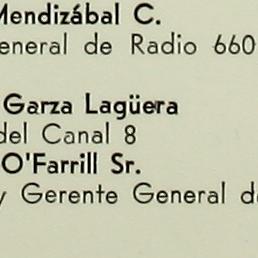 Mendizábal C.
eneral de Radio 660
Garza Lagüera
del Canal 8
O'Farrill Sr.
y Gerente General d